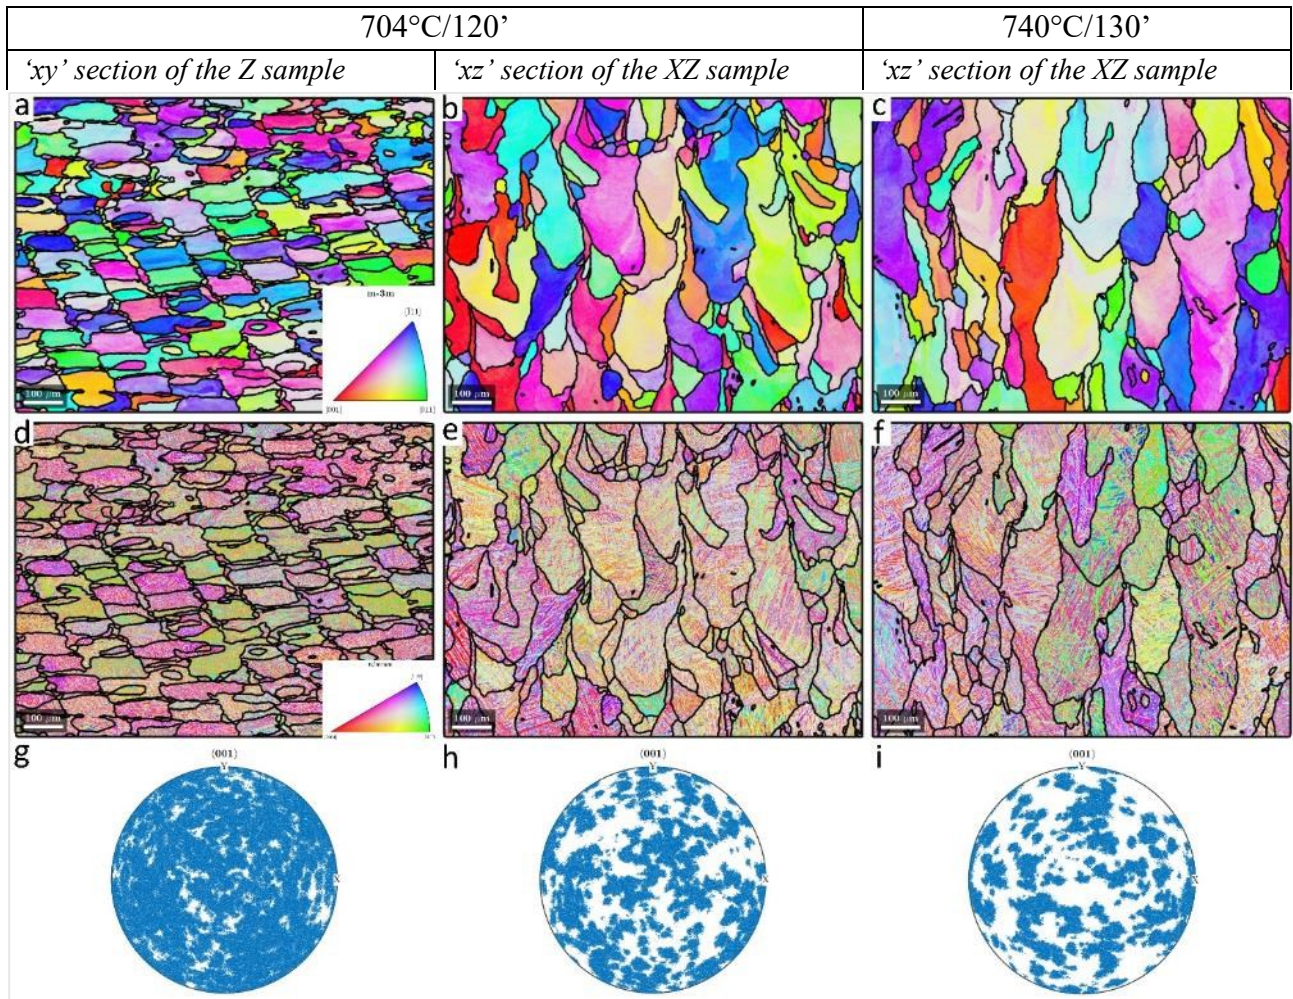 704°C/120’
740°C/130’
‘xy’ section of the Z sample
‘xz’ section of the XZ sample
‘xz’ section of the XZ sample
a
b
c
m-3m
[001]
[011]
100 μm
100 μm
100 μm
d
e
f
100 μm
100 μm
100 μm
g
h
i
(001)
Y
X
(001)
Y
X
(001)
Y
X